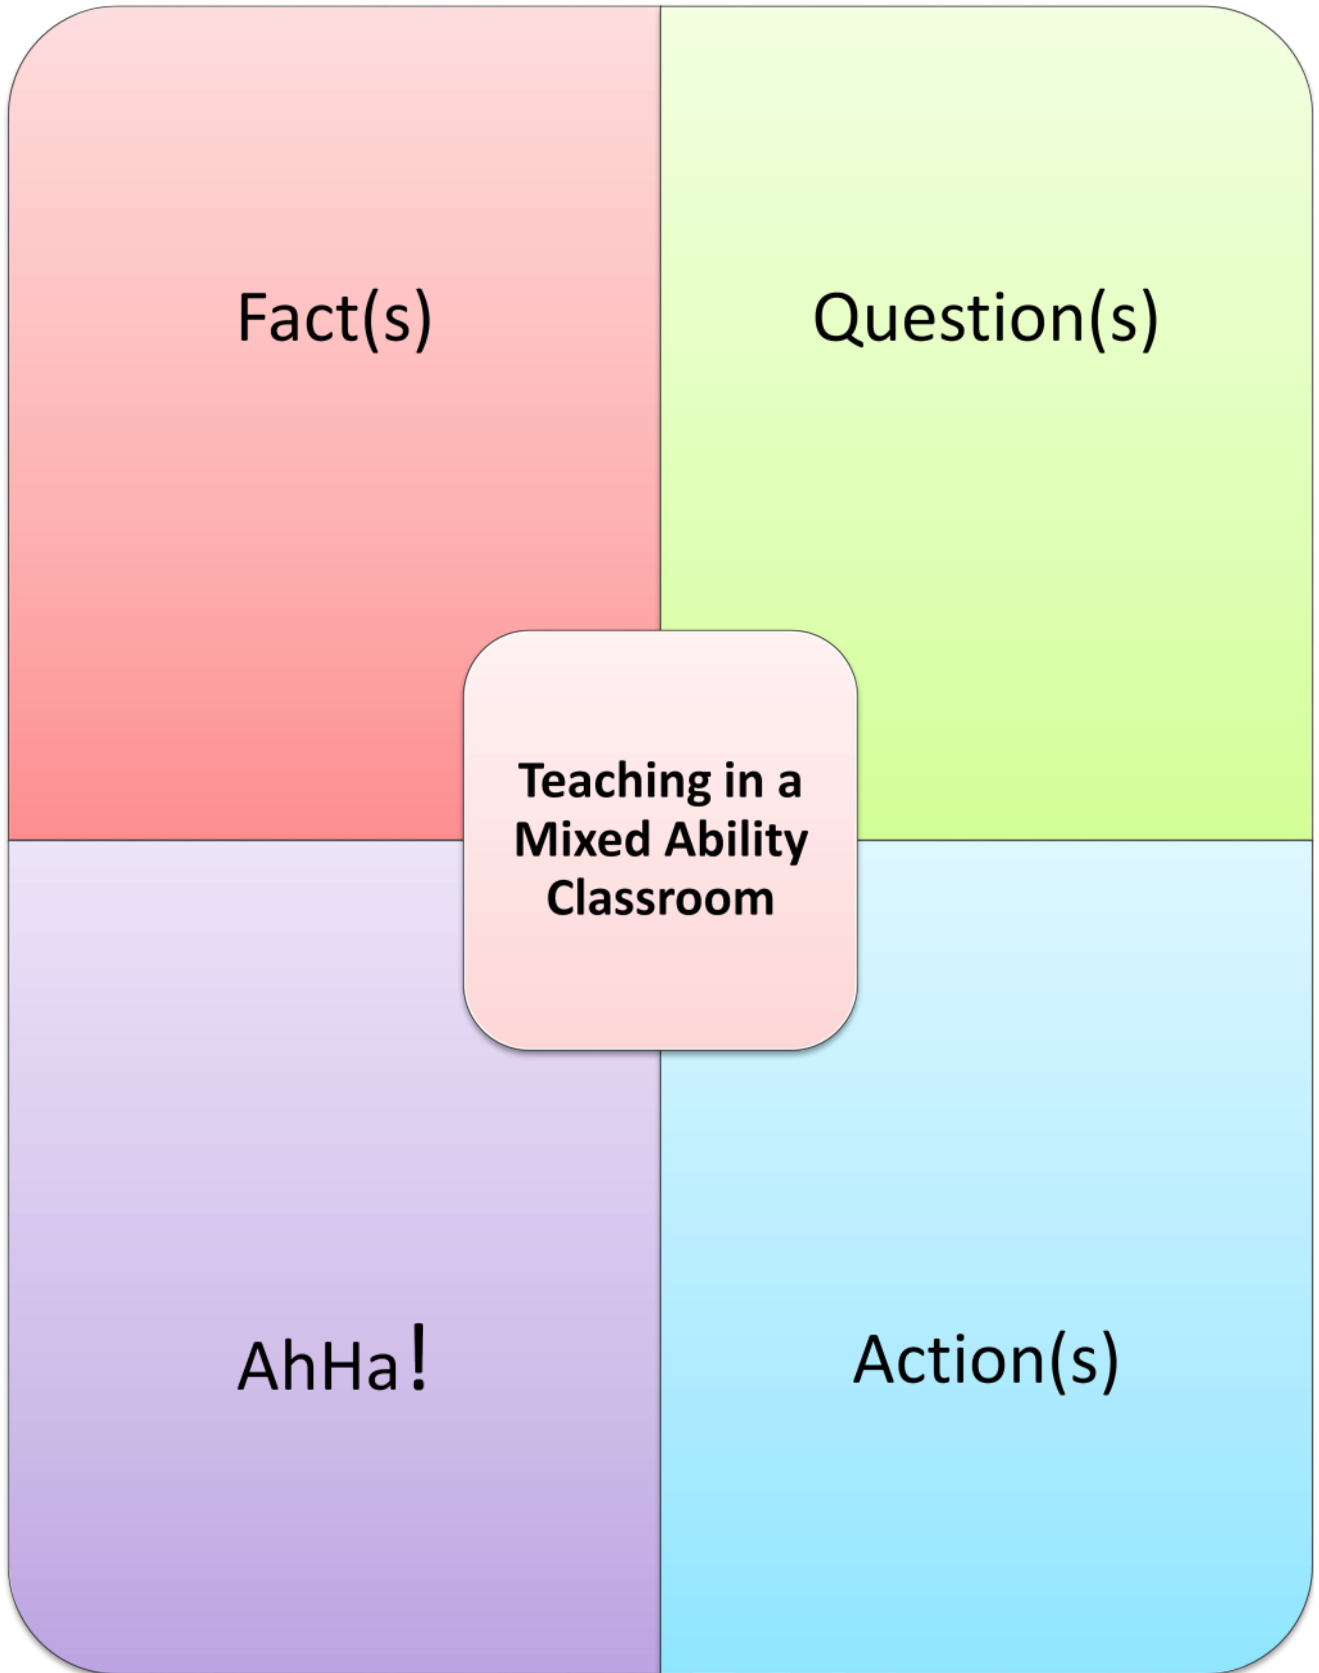 Fact(s)
Question(s)
Teaching in a
Mixed Ability
Classroom
AhHa!
Action(s)